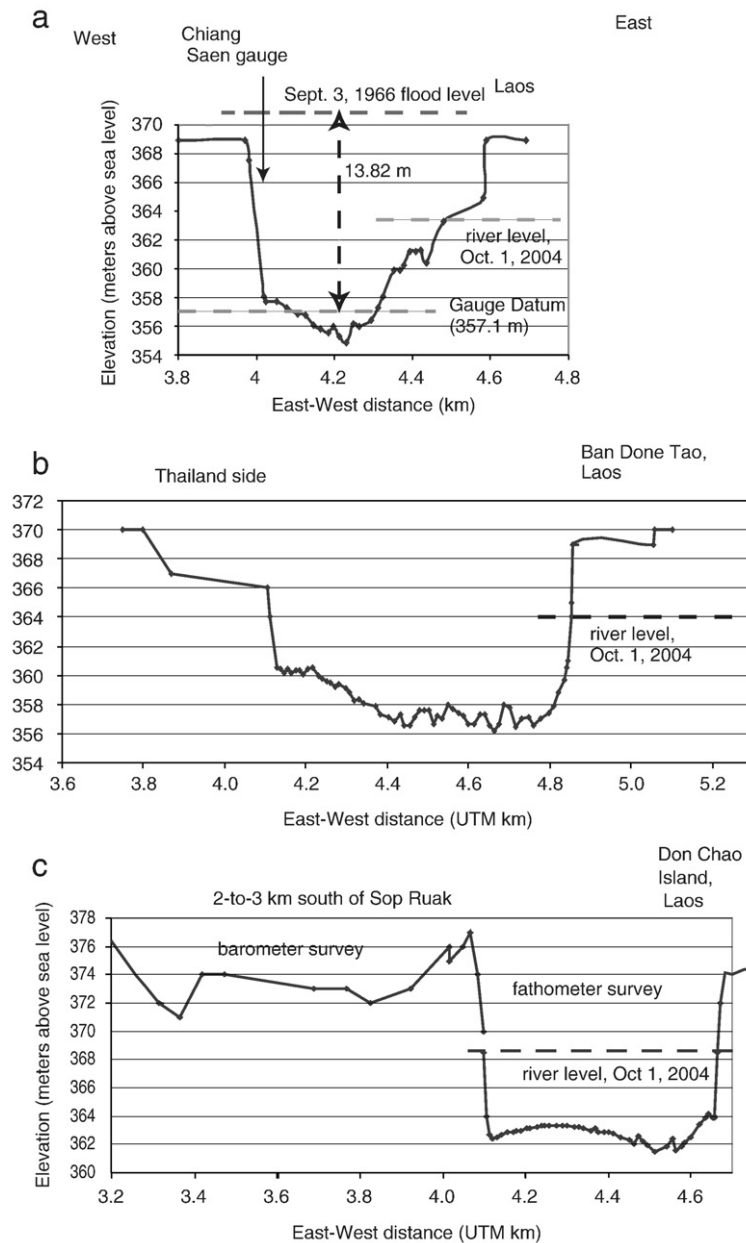 a
West
Chiang
Saen gauge
East
Sept. 3, 1966 flood level
Laos
13.82 m
river level,
Oct. 1, 2004
Gauge Datum
(357.1 m)
Elevation (meters above sea level)
370
368
366
364
362
360
358
356
354
3.8 4 4.2 4.4 4.6 4.8
East-West distance (km)
b
Thailand side
Ban Done Tao,
Laos
372
370
368
366
364
362
360
358
356
354
river level,
Oct. 1, 2004
3.6 3.8 4.0 4.2 4.4 4.6 4.8 5.0 5.2
East-West distance (UTM km)
c
2-to-3 km south of Sop Ruak
Don Chao
Island,
Laos
barometer survey
fathometer survey
river level, Oct 1, 2004
Elevation (meters above sea level)
378
376
374
372
370
368
366
364
362
360
3.2 3.4 3.6 3.8 4.0 4.2 4.4 4.6
East-West distance (UTM km)